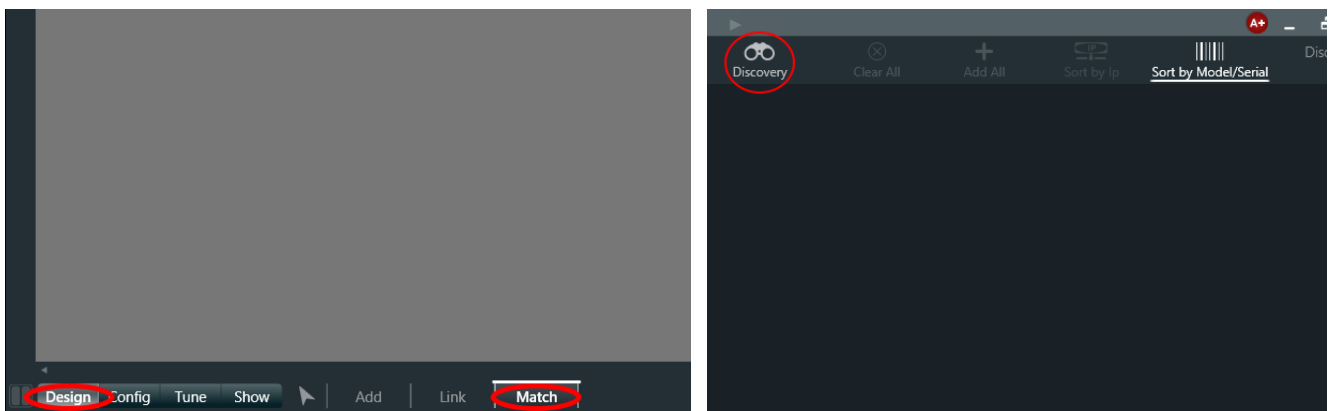 Design Config Tune Show Add Link Match
A+
Discovery Clear All Add All IP Sort by Ip Sort by Model/Serial